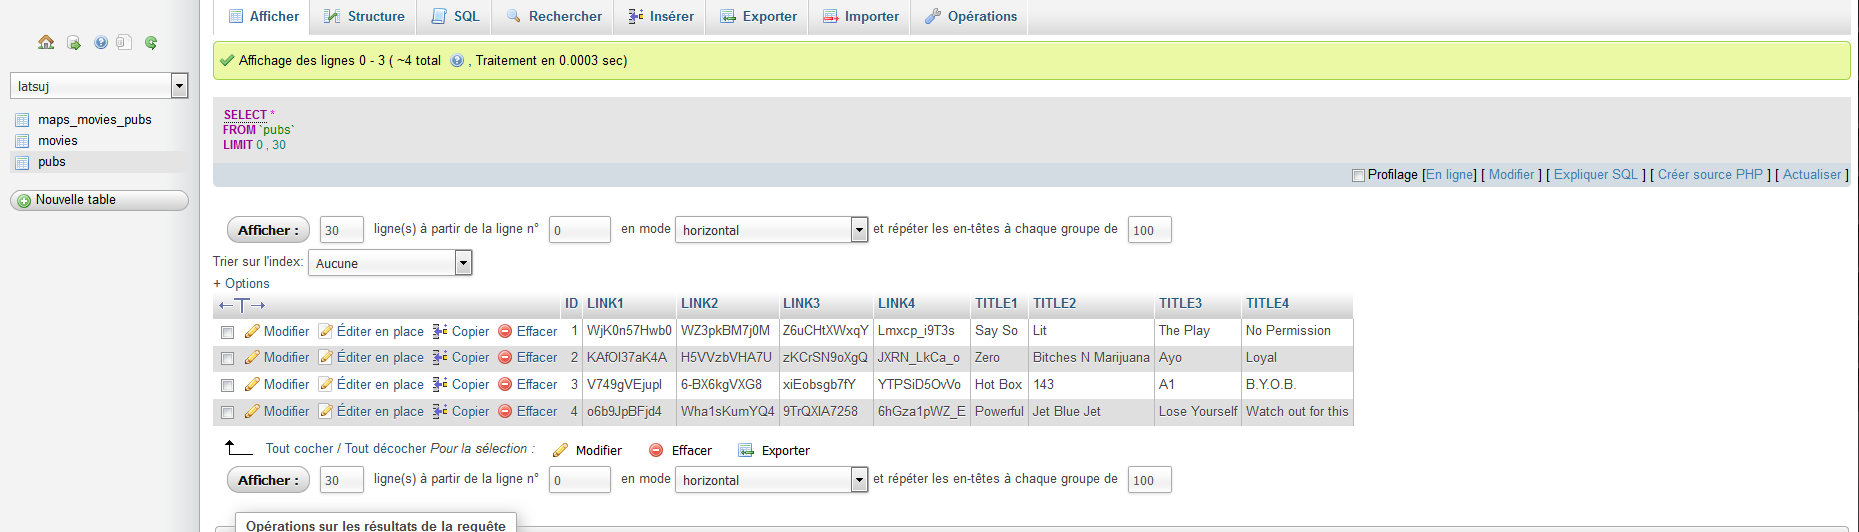 Afficher Structure SQL Rechercher Insérer Exporter Importer Opérations
Affichage des lignes 0 - 3 ( ~4 total , Traitement en 0.0003 sec)
latsuj
maps_movies_pubs
movies
pubs
Nouvelle table
SELECT *
FROM `pubs`
LIMIT 0 , 30
Profilage [En ligne] [ Modifier ] [ Expliquer SQL ] [ Créer source PHP ] [ Actualiser ]
Afficher : 30 ligne(s) à partir de la ligne n° 0 en mode horizontal et répéter les en-têtes à chaque groupe de 100
Trier sur l'index: Aucune
+ Options
ID LINK1 LINK2 LINK3 LINK4 TITLE1 TITLE2 TITLE3 TITLE4
Modifier Éditer en place Copier Effacer 1 WjK0n57Hwb0 WZ3pkBM7j0M Z6uCHtXWxqY Lmxcp_i9T3s Say So Lit The Play No Permission
Modifier Éditer en place Copier Effacer 2 KAfOI37aK4A H5VVzbVHA7U zKCrSN9oXgQ JXRN_LkCa_o Zero Bitches N Marijuana Ayo Loyal
Modifier Éditer en place Copier Effacer 3 V749gVEjupI 6-BX6kgVXG8 xiEobsgb7fY YTPSiD5OvVo Hot Box 143 A1 B.Y.O.B.
Modifier Éditer en place Copier Effacer 4 o6b9JpBFjd4 Wha1sKumYQ4 9TrQXIA7258 6hGza1pWZ_E Powerful Jet Blue Jet Lose Yourself Watch out for this
Tout cocher / Tout décocher Pour la sélection : Modifier Effacer Exporter
Afficher : 30 ligne(s) à partir de la ligne n° 0 en mode horizontal et répéter les en-têtes à chaque groupe de 100
Opérations sur les résultats de la requête